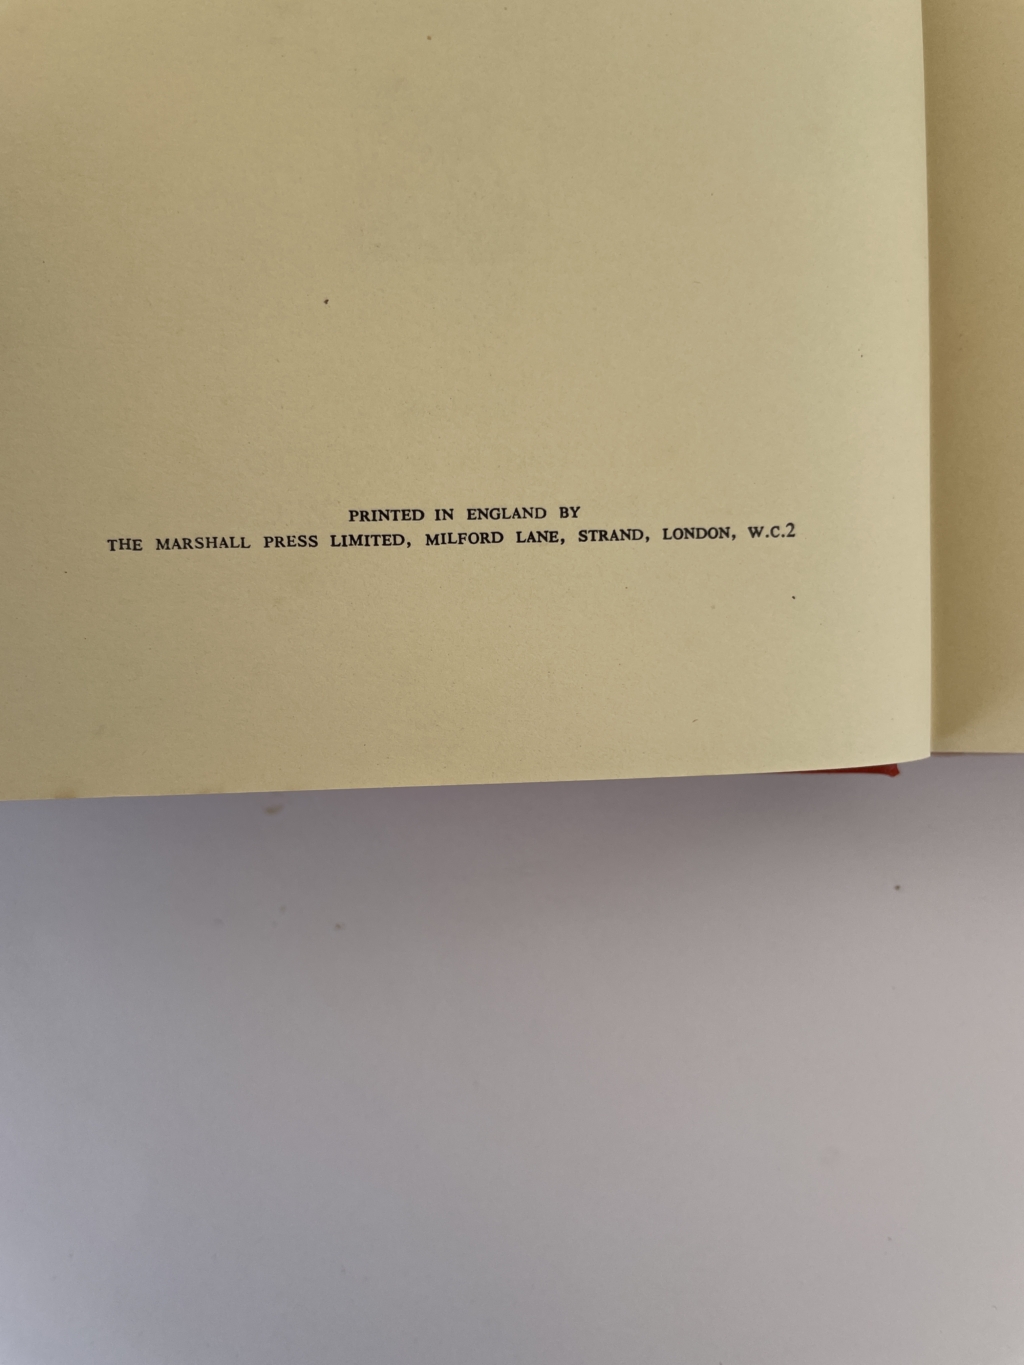 PRINTED IN ENGLAND BY
THE MARSHALL PRESS LIMITED, MILFORD LANE, STRAND, LONDON, W.C.2